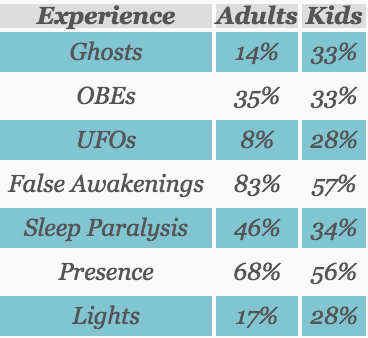 Experience Adults Kids
Ghosts 14% 33%
OBEs 35% 33%
UFOs 8% 28%
False Awakenings 83% 57%
Sleep Paralysis 46% 34%
Presence 68% 56%
Lights 17% 28%